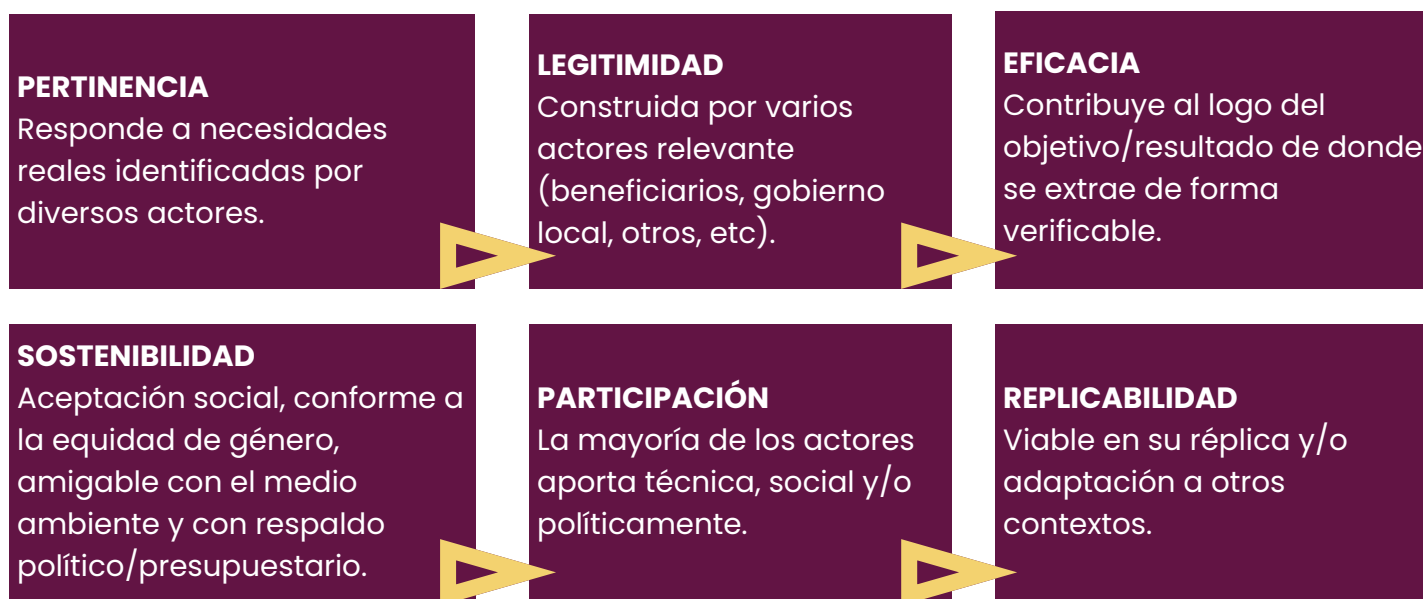 PERTINENCIA
Responde a necesidades
reales identificadas por
diversos actores.
LEGITIMIDAD
Construida por varios
actores relevante
(beneficiarios, gobierno
local, otros, etc).
EFICACIA
Contribuye al logo del
objetivo/resultado de donde
se extrae de forma
verificable.
SOSTENIBILIDAD
Aceptación social, conforme a
la equidad de género,
amigable con el medio
ambiente y con respaldo
político/presupuestario.
PARTICIPACIÓN
La mayoría de los actores
aporta técnica, social y/o
políticamente.
REPLICABILIDAD
Viable en su réplica y/o
adaptación a otros
contextos.